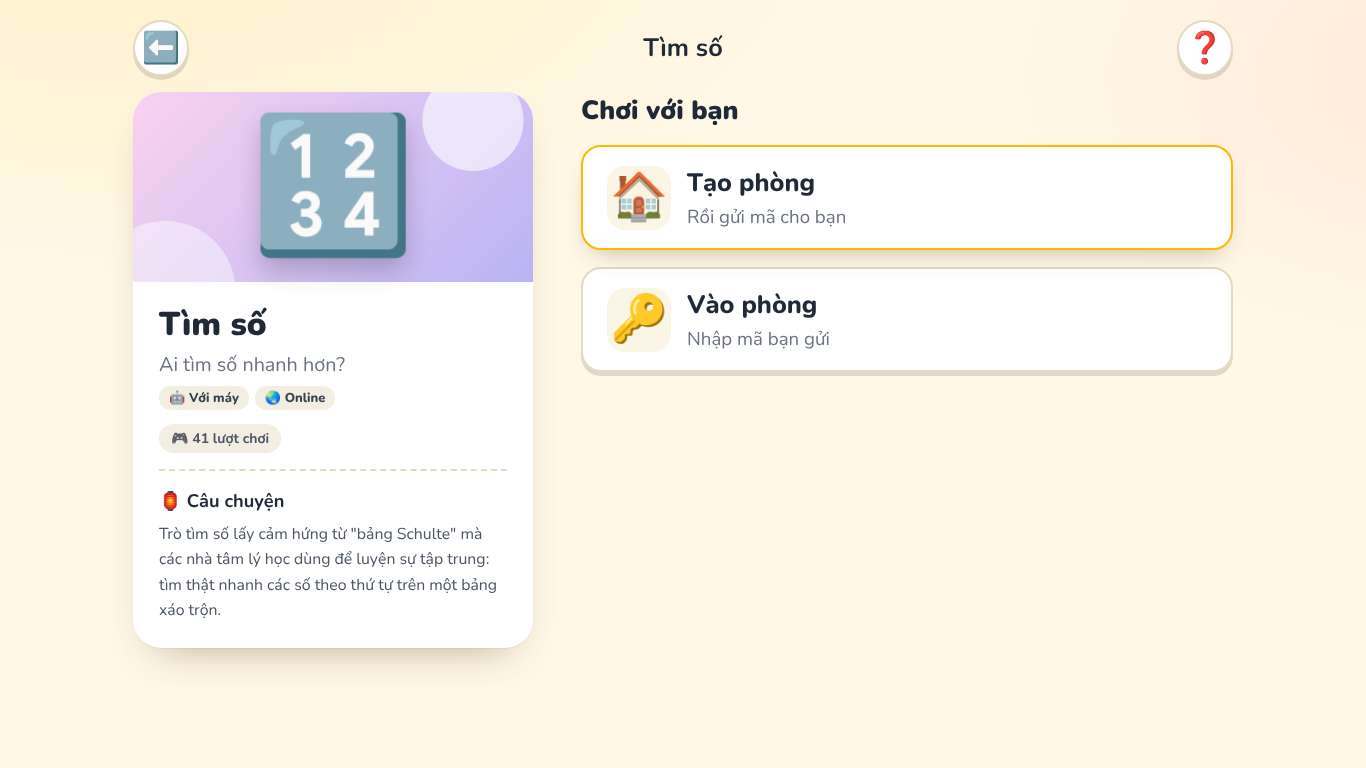 Tìm số
1 2
3 4
Tìm số
Ai tìm số nhanh hơn?
Với máy
Online
41 lượt chơi
Câu chuyện
Trò tìm số lấy cảm hứng từ "bảng Schulte" mà
các nhà tâm lý học dùng để luyện sự tập trung:
tìm thật nhanh các số theo thứ tự trên một bảng
xáo trộn.
Chơi với bạn
Tạo phòng
Rồi gửi mã cho bạn
Vào phòng
Nhập mã bạn gửi